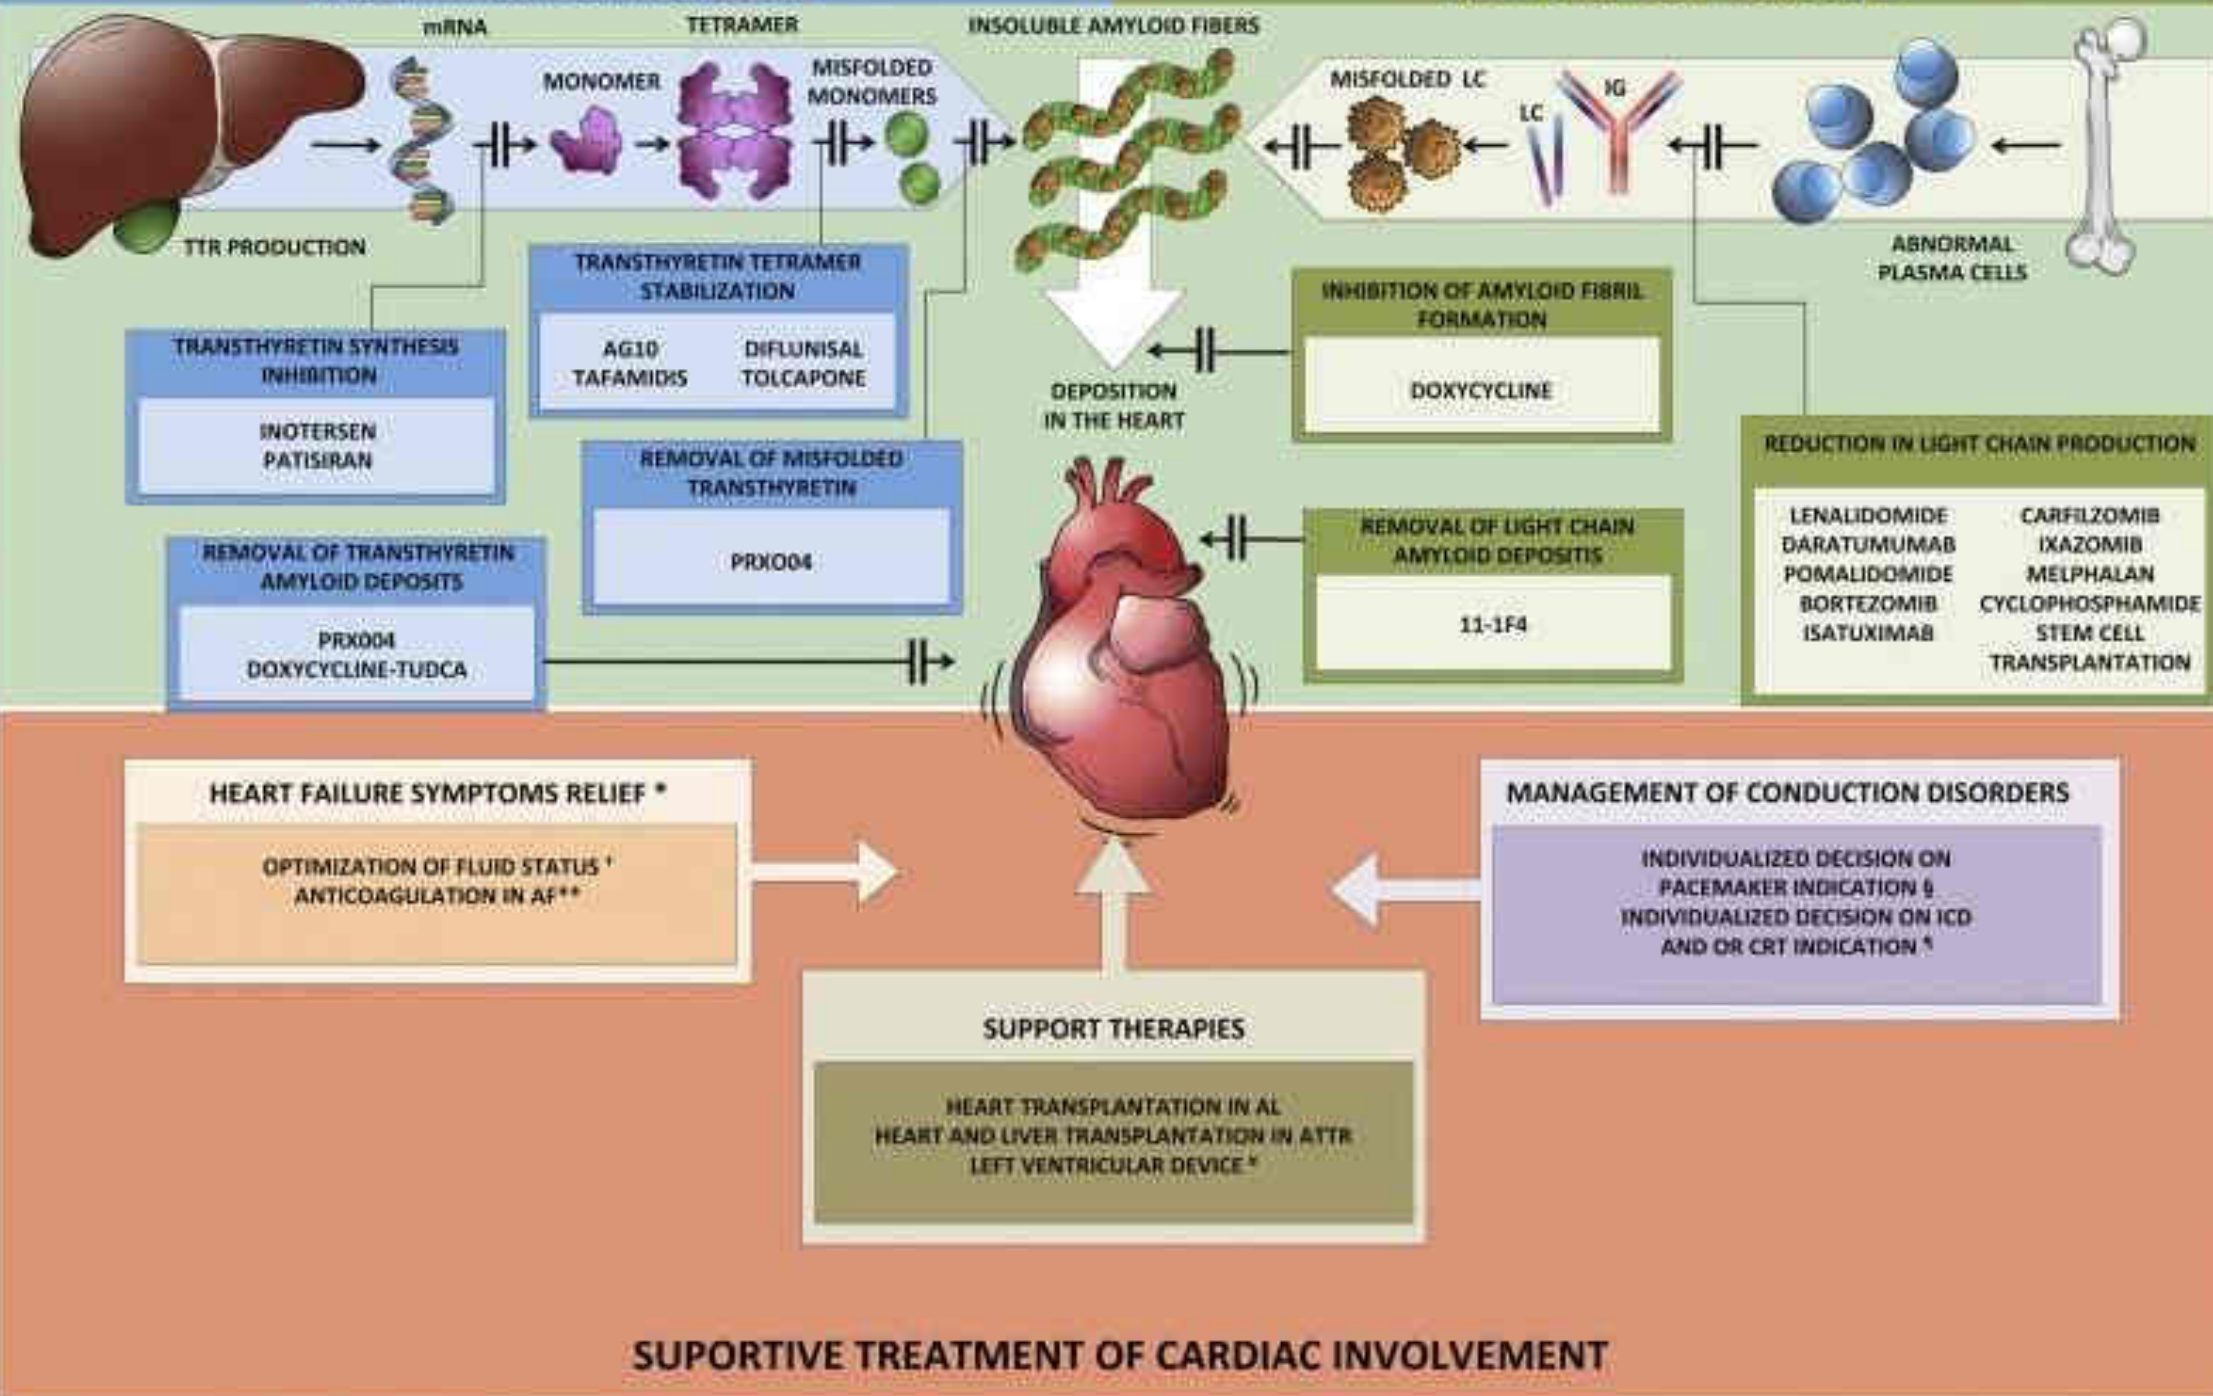 mRNA
TETRAMER
INSOLUBLE AMYLOID FIBERS
MONOMER
MISFOLDED
MONOMERS
MISFOLDED LC
LC
IG
TTR PRODUCTION
ABNORMAL
PLASMA CELLS
TRANSTHYRETIN TETRAMER
STABILIZATION
AG10 DIFLUNISAL
TAFAMIDIS TOLCAPONE
INHIBITION OF AMYLOID FIBRIL
FORMATION
DOXYCYCLINE
TRANSTHYRETIN SYNTHESIS
INHIBITION
INOTERSEN
PATISIRAN
DEPOSITION
IN THE HEART
REMOVAL OF MISFOLDED
TRANSTHYRETIN
PRXO04
REDUCTION IN LIGHT CHAIN PRODUCTION
LENALIDOMIDE CARFILZOMIB
DARATUMUMAB IXAZOMIB
POMALIDOMIDE MELPHALAN
BORTEZOMIB CYCLOPHOSPHAMIDE
ISATUXIMAB STEM CELL
TRANSPLANTATION
REMOVAL OF TRANSTHYRETIN
AMYLOID DEPOSITS
PRX004
DOXYCYCLINE-TUDCA
REMOVAL OF LIGHT CHAIN
AMYLOID DEPOSITIS
11-1F4
HEART FAILURE SYMPTOMS RELIEF *
OPTIMIZATION OF FLUID STATUS †
ANTICOAGULATION IN AF**
MANAGEMENT OF CONDUCTION DISORDERS
INDIVIDUALIZED DECISION ON
PACEMAKER INDICATION §
INDIVIDUALIZED DECISION ON ICD
AND OR CRT INDICATION
SUPPORT THERAPIES
HEART TRANSPLANTATION IN AL
HEART AND LIVER TRANSPLANTATION IN ATTR
LEFT VENTRICULAR DEVICE
SUPORTIVE TREATMENT OF CARDIAC INVOLVEMENT